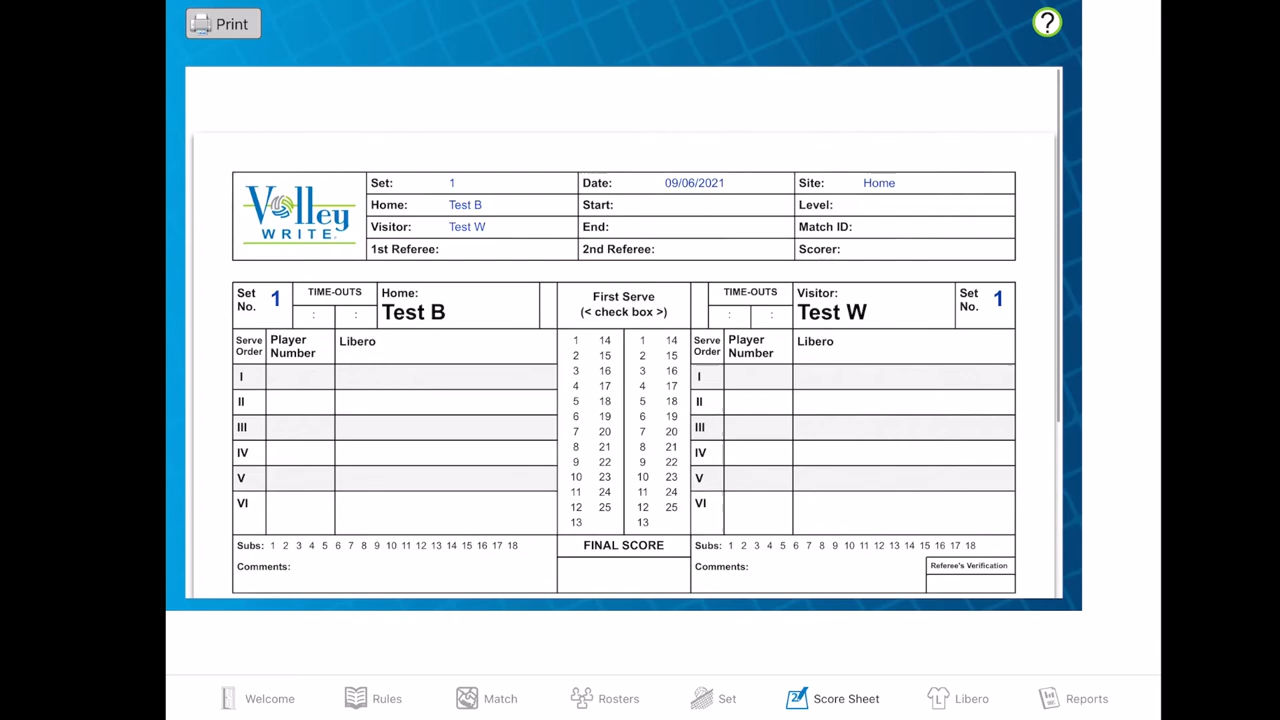 Print ?
Volley
WRITE
Set: 1 Date: 09/06/2021 Site: Home
Home: Test B Start: Level:
Visitor: Test W End: Match ID:
1st Referee: 2nd Referee: Scorer:
Set No. 1 TIME-OUTS : : Home: Test B
First Serve
(< check box >)
TIME-OUTS : : Visitor: Test W Set No. 1
Serve Order Player Number Libero
I
II
III
IV
V
VI
1 14 1 14
2 15 2 15
3 16 3 16
4 17 4 17
5 18 5 18
6 19 6 19
7 20 7 20
8 21 8 21
9 22 9 22
10 23 10 23
11 24 11 24
12 25 12 25
13 13
Serve Order Player Number Libero
I
II
III
IV
V
VI
Subs: 1 2 3 4 5 6 7 8 9 10 11 12 13 14 15 16 17 18
Comments:
FINAL SCORE
Subs: 1 2 3 4 5 6 7 8 9 10 11 12 13 14 15 16 17 18
Comments:
Referee's Verification
Welcome Rules Match Rosters Set Score Sheet Libero Reports